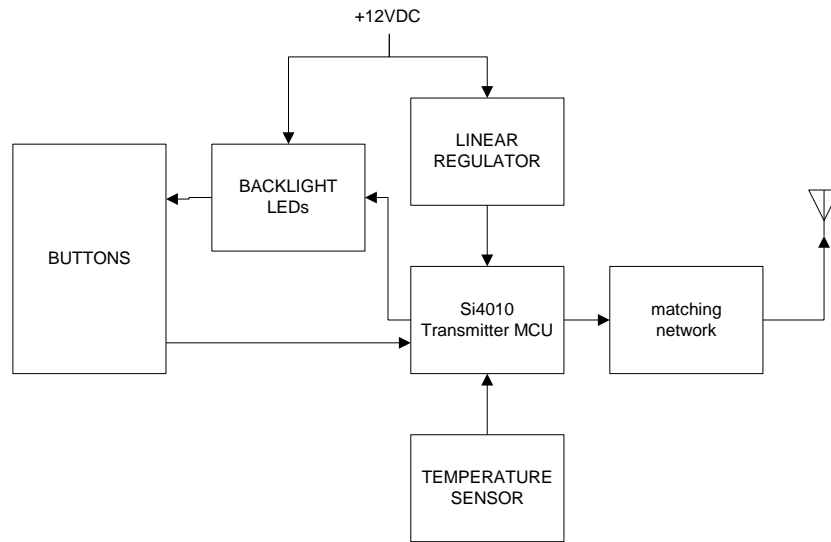 +12VDC
LINEAR
REGULATOR
BACKLIGHT
LEDs
BUTTONS
Si4010
Transmitter MCU
matching
network
TEMPERATURE
SENSOR